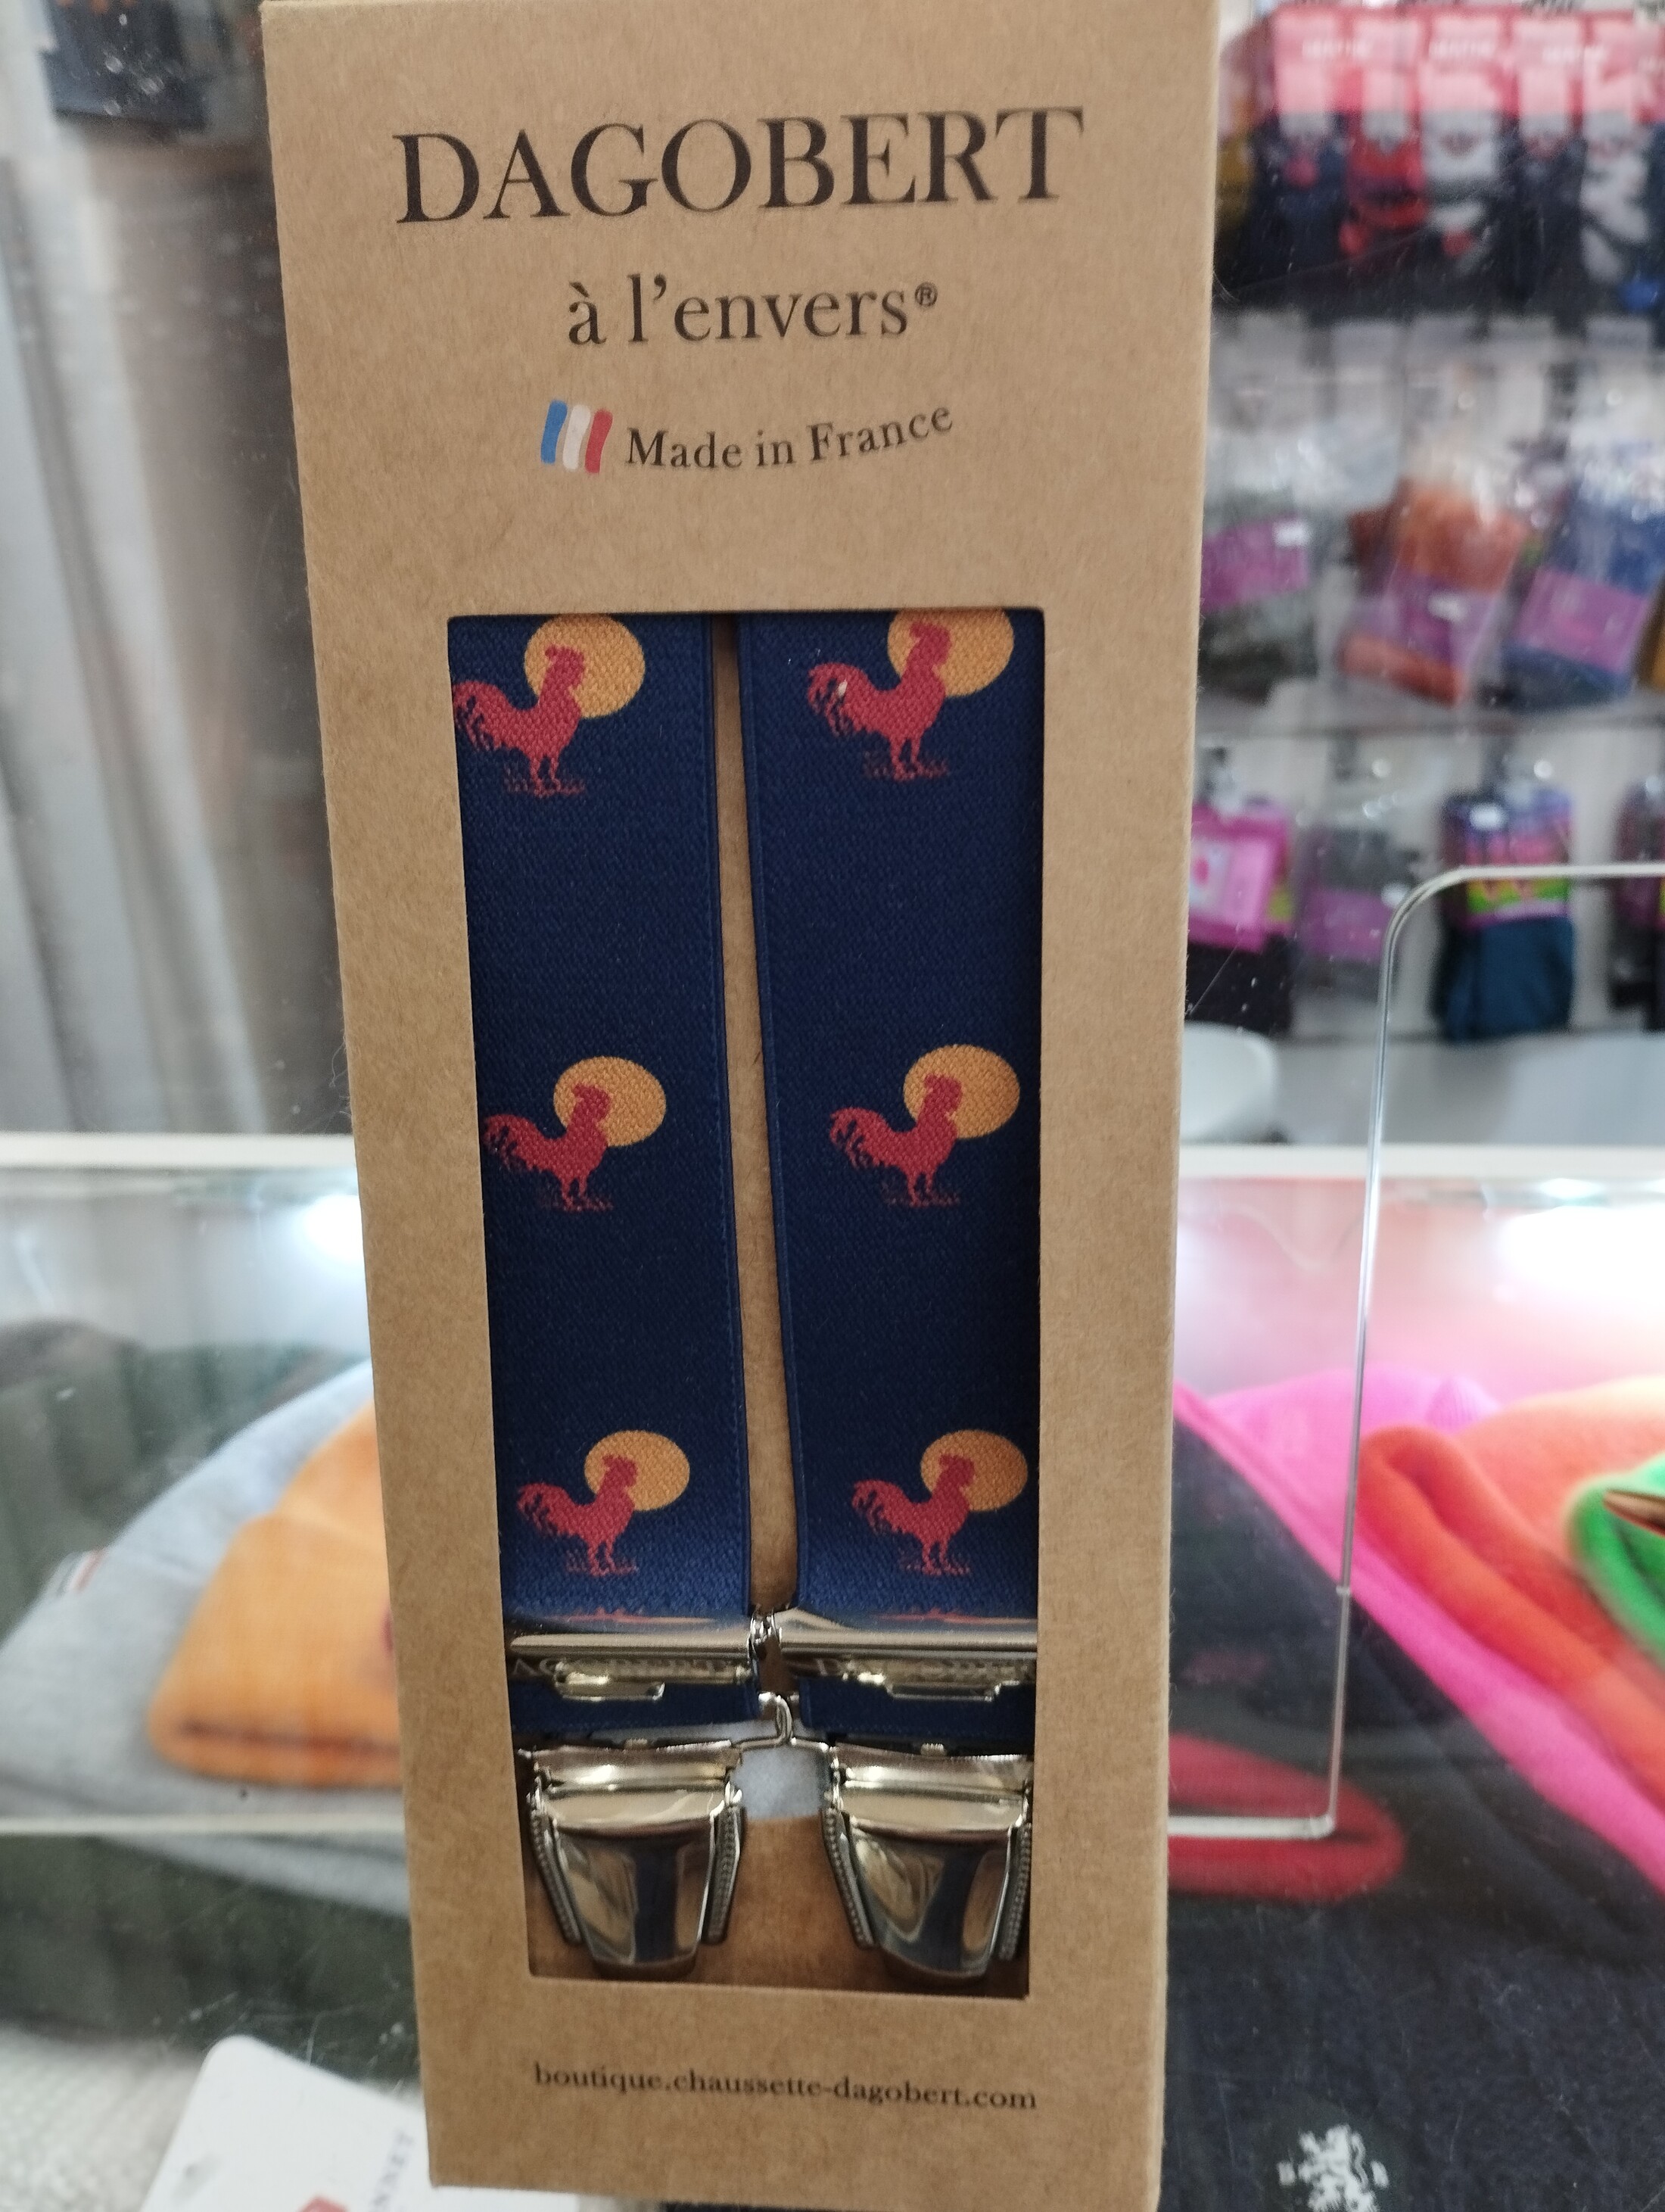 DAGOBERT
à l'envers®
Made in France
boutique.chaussette-dagobert.com